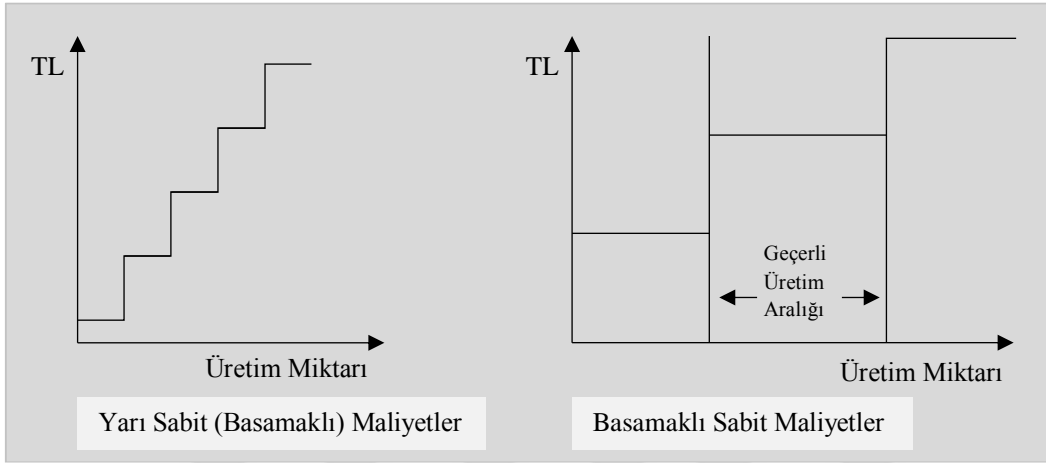 TL
Üretim Miktarı
Yarı Sabit (Basamaklı) Maliyetler
TL
Geçerli
Üretim
Aralığı
Üretim Miktarı
Basamaklı Sabit Maliyetler